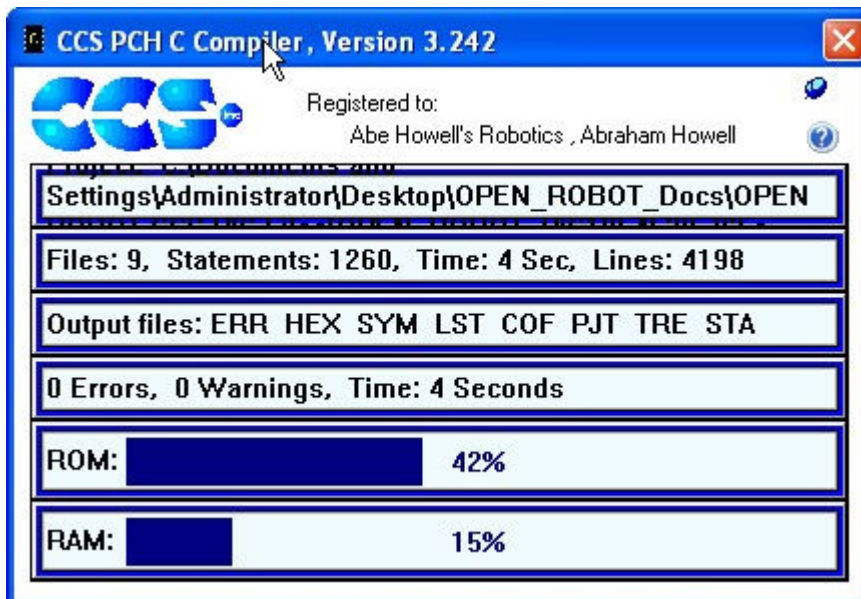 CCS PCH C Compiler, Version 3.242
CCS inc
Registered to:
Abe Howell's Robotics , Abraham Howell
Settings\Administrator\Desktop\OPEN_ROBOT_Docs\OPEN
Files: 9, Statements: 1260, Time: 4 Sec, Lines: 4198
Output files: ERR HEX SYM LST COF PJT TRE STA
0 Errors, 0 Warnings, Time: 4 Seconds
ROM: 42%
RAM: 15%